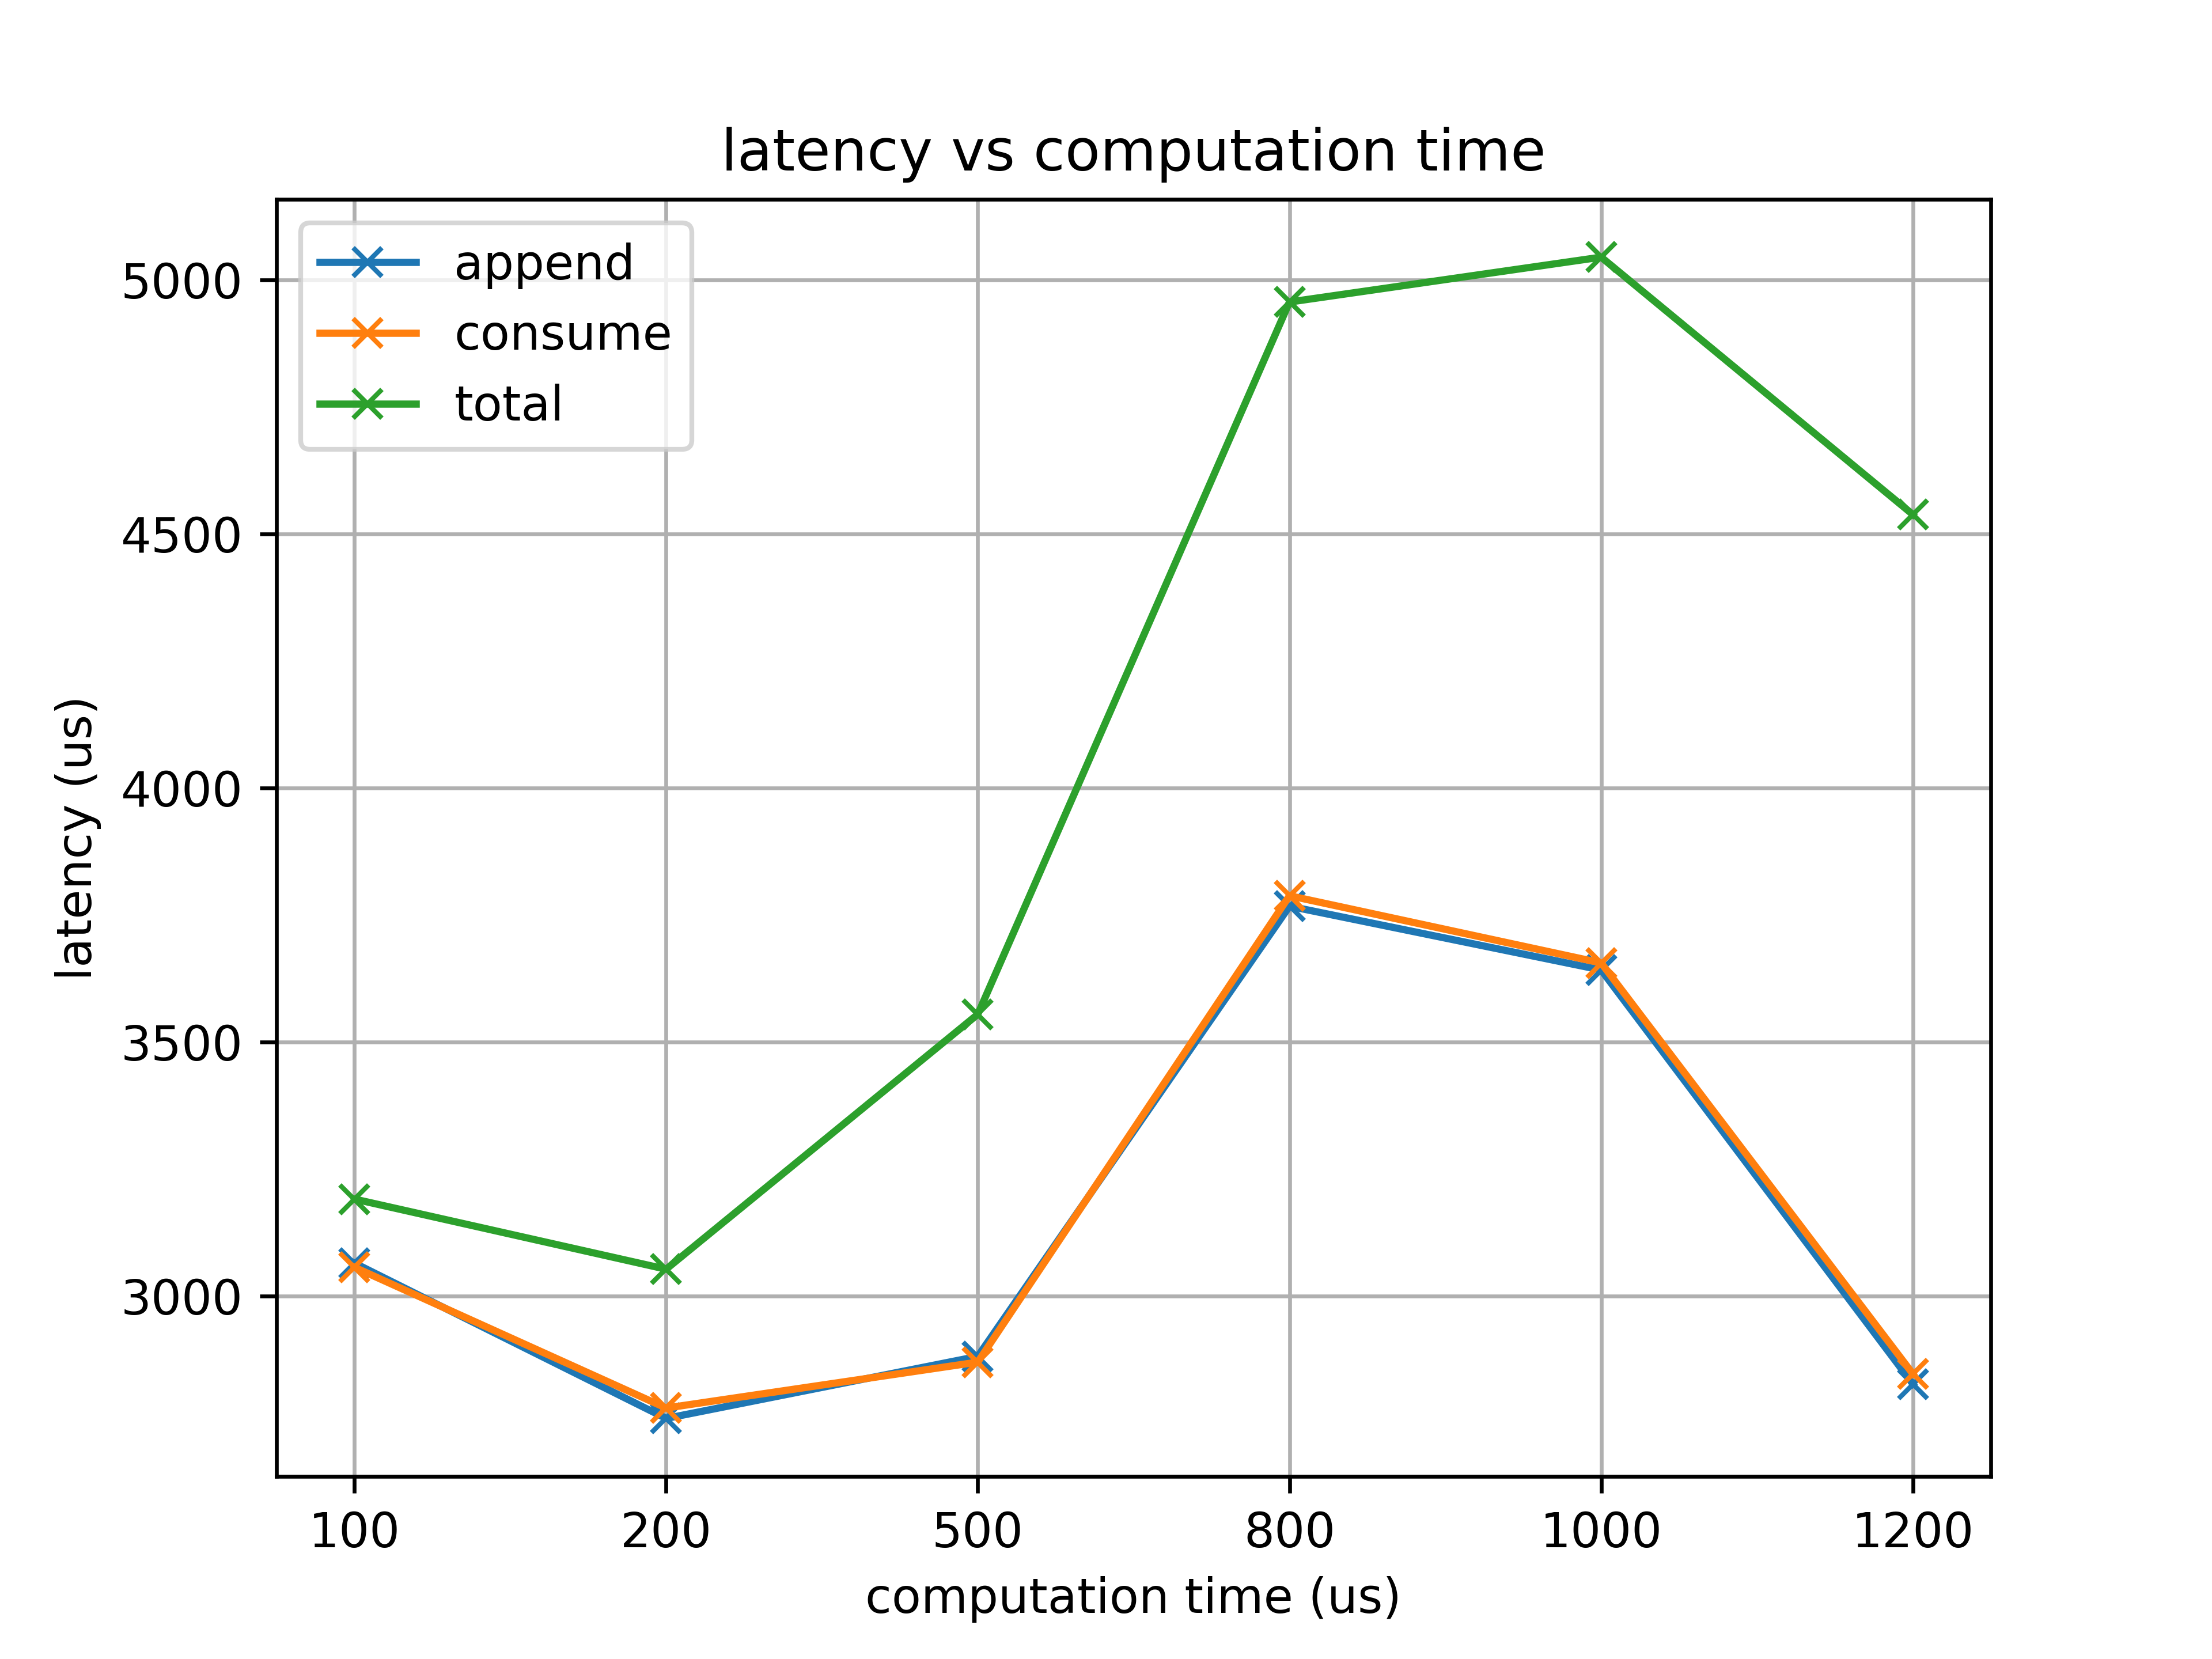 latency vs computation time
append
consume
total
5000
4500
4000
3500
3000
latency (us)
100 200 500 800 1000 1200
computation time (us)